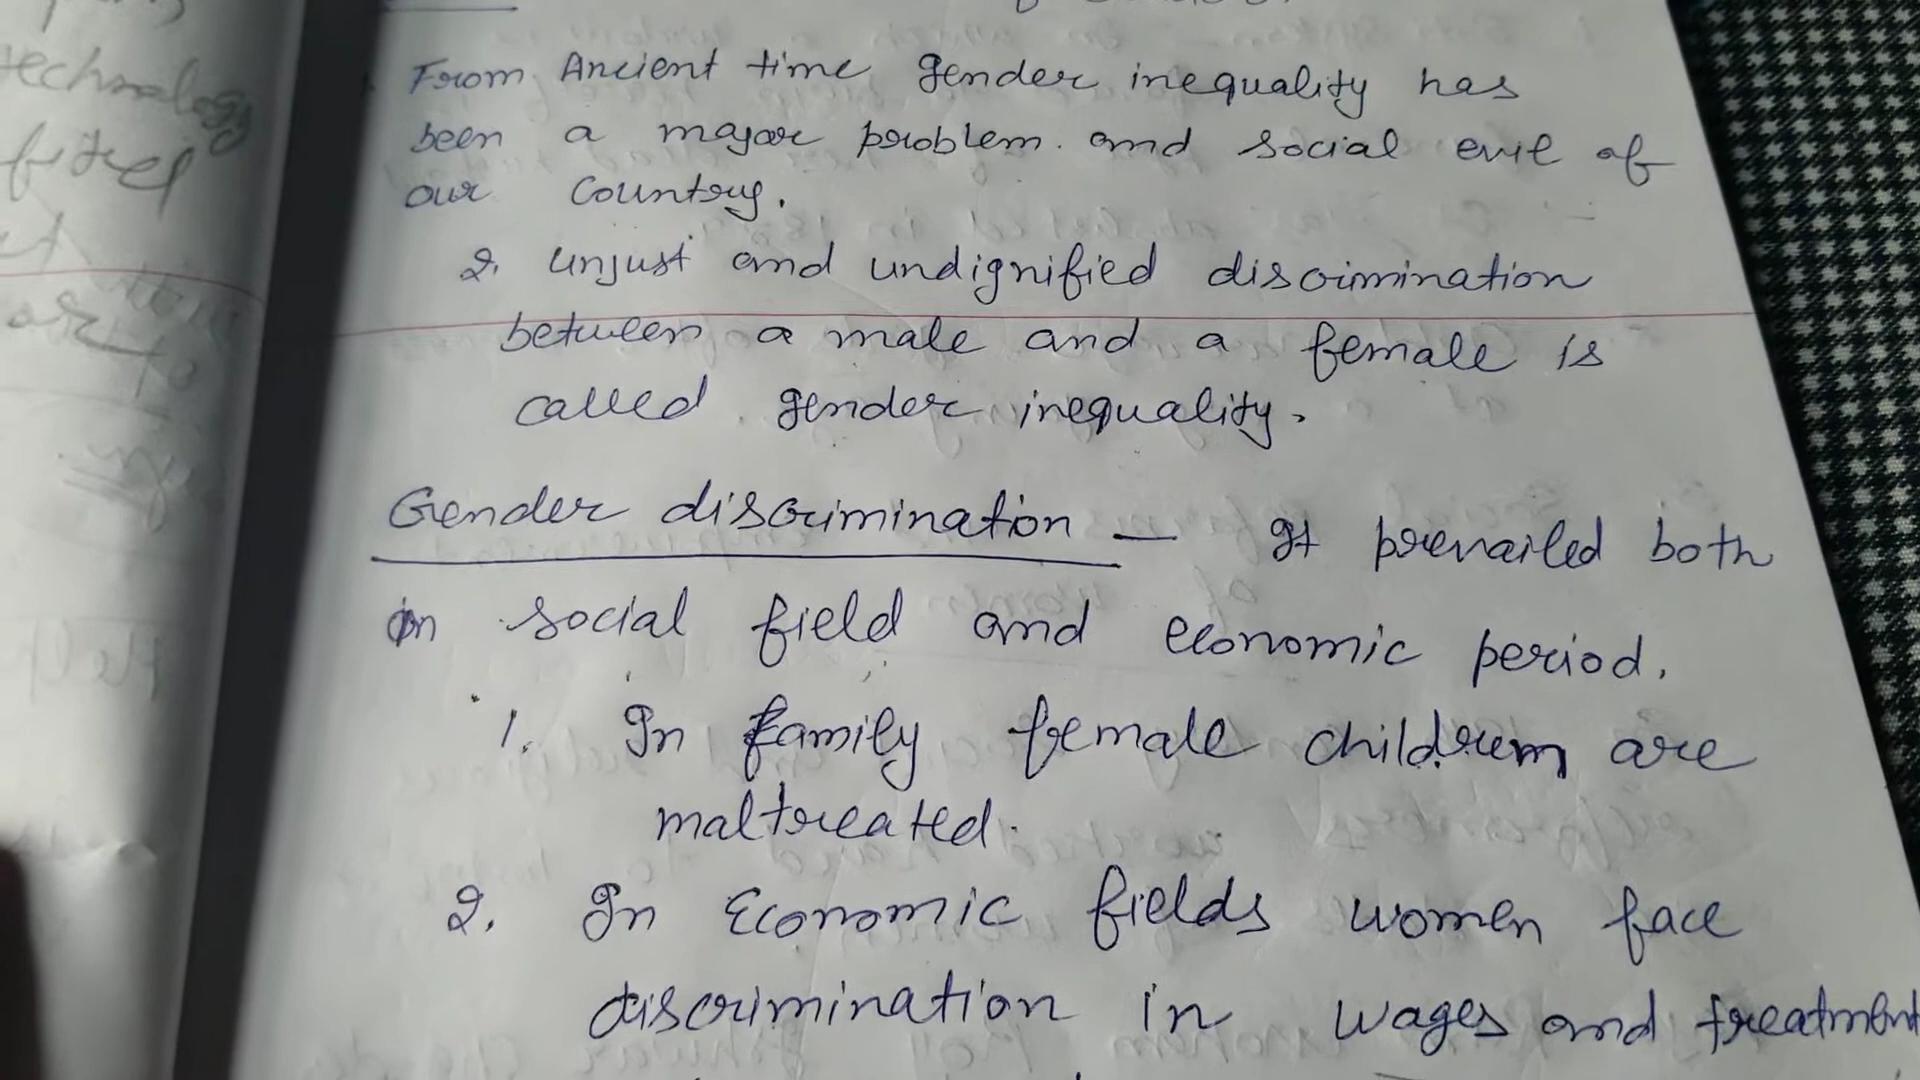 technology
From Ancient time gender inequality has
been a major problem and social evil of
our Country.
2. unjust and undignified discrimination
between a male and a female is
called gender inequality.
Gender discrimination — It prevailed both
in social field and economic period.
1. In family female children are
maltreated.
2. In Economic fields women face
discrimination in wages and treatment